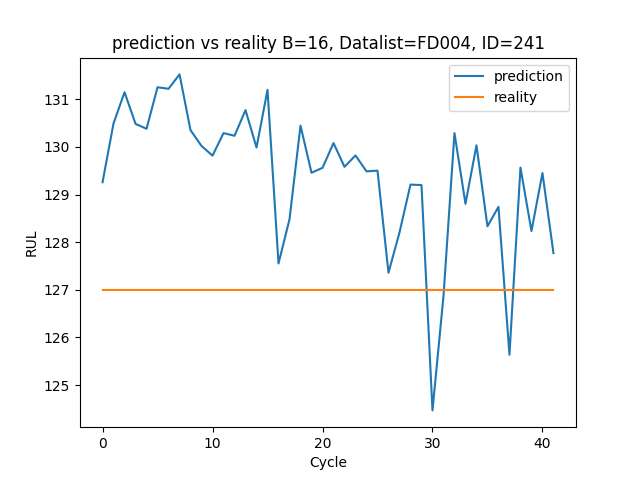 prediction vs reality B=16, Datalist=FD004, ID=241
prediction
reality
131
130
129
128
127
126
125
RUL
0
10
20
30
40
Cycle